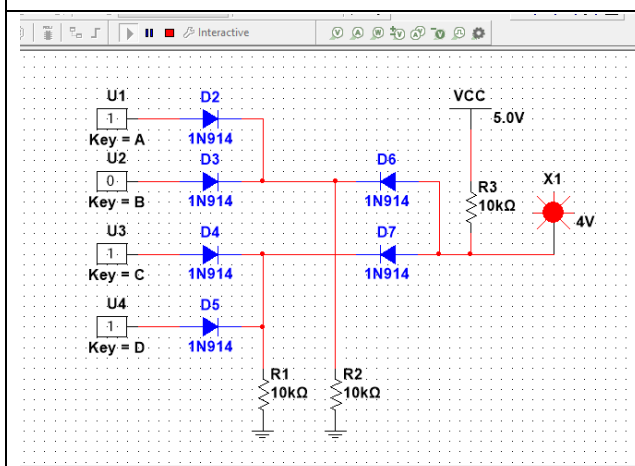 Interactive
U1
D2
VCC
1
5.0V
Key = A
1N914
U2
D3
D6
0
R3
X1
Key = B
1N914
1N914
10kΩ
4V
U3
D4
D7
1
Key = C
1N914
1N914
U4
D5
1
Key = D
1N914
R1
R2
10kΩ
10kΩ